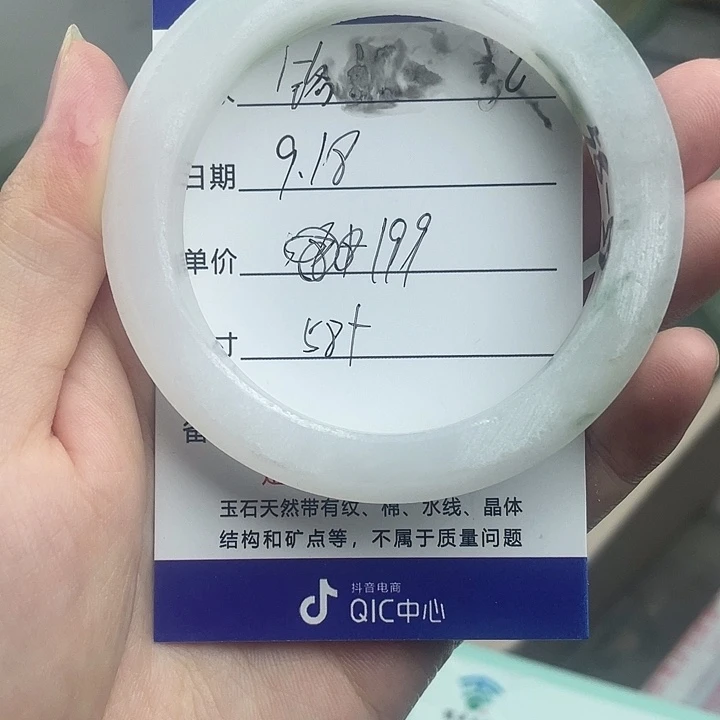 日期 9.18
单价 199
寸 58+
备
玉石天然带有纹、棉、水线、晶体
结构和矿点等，不属于质量问题
抖音电商
QIC中心